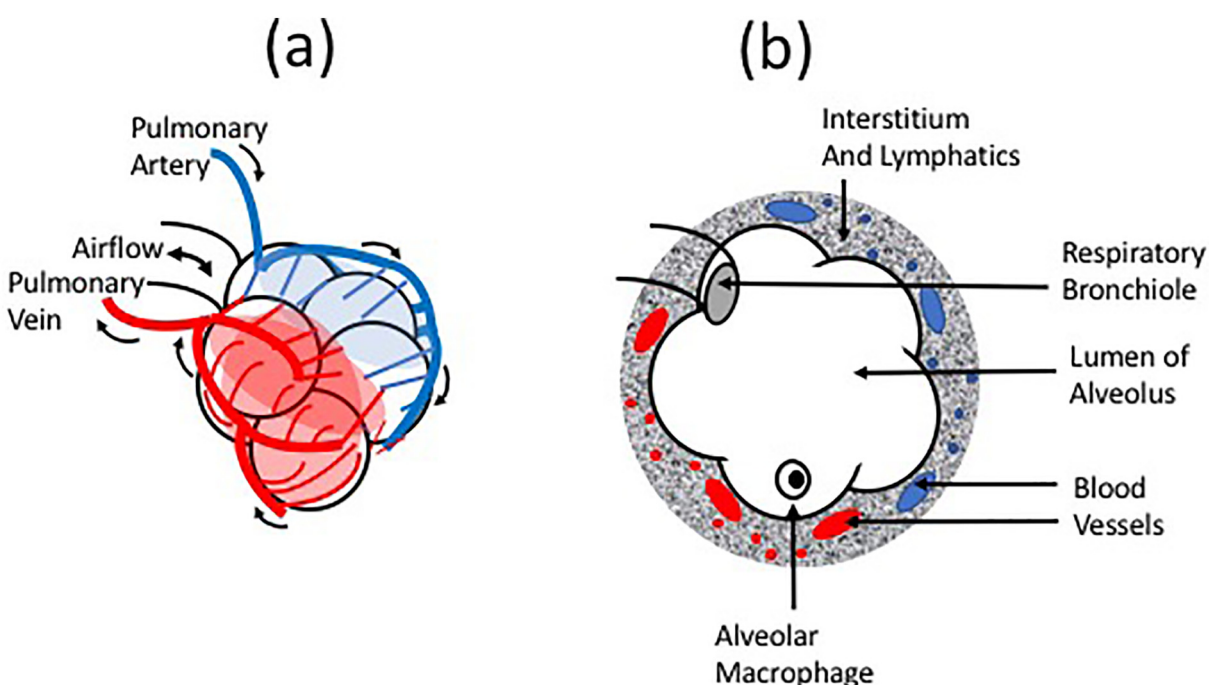 (a)
Pulmonary
Artery
Airflow
Pulmonary
Vein
(b)
Interstitium
And Lymphatics
Respiratory
Bronchiole
Lumen of
Alveolus
Blood
Vessels
Alveolar
Macrophage